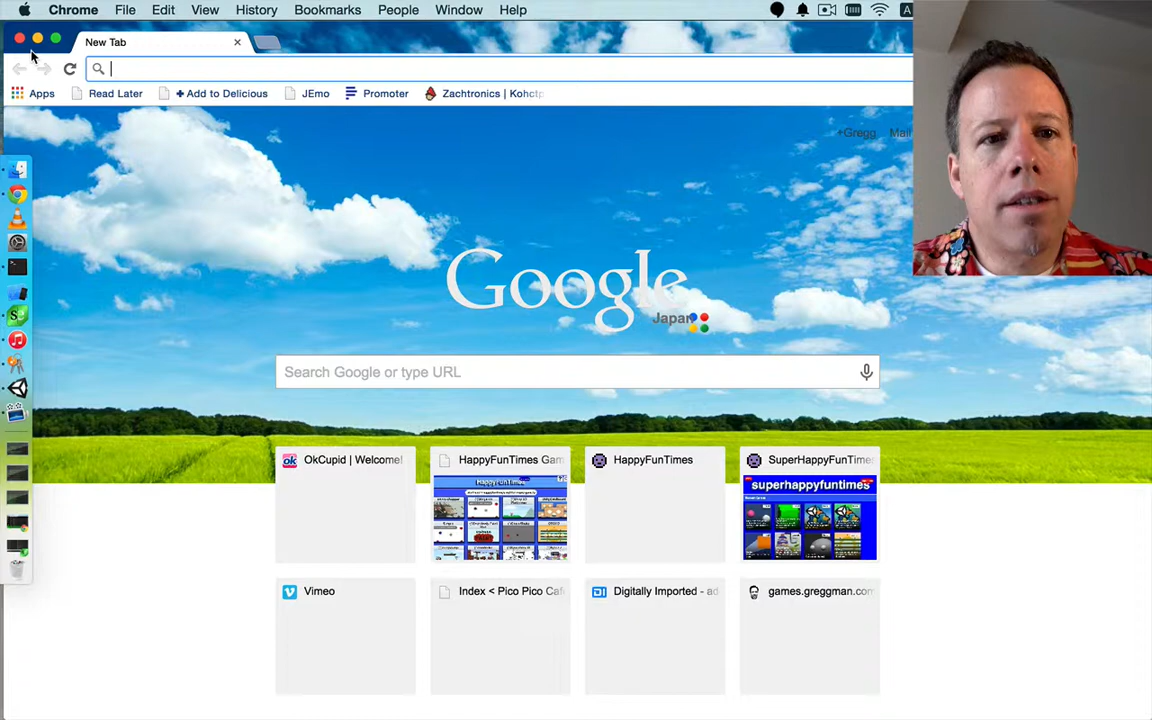 Chrome File Edit View History Bookmarks People Window Help
New Tab
Apps Read Later + Add to Delicious JEmo Promoter Zachtronics |
+Gregg Mail
Google
Japan
Search Google or type URL
OkCupid | Welcome! HappyFunTimes Gam HappyFunTimes SuperHappyFunTimes
HappyFunTimes superhappyfuntimes
Vimeo Index < Pico Pico Caf Digitally Imported - ad games.greggman.com